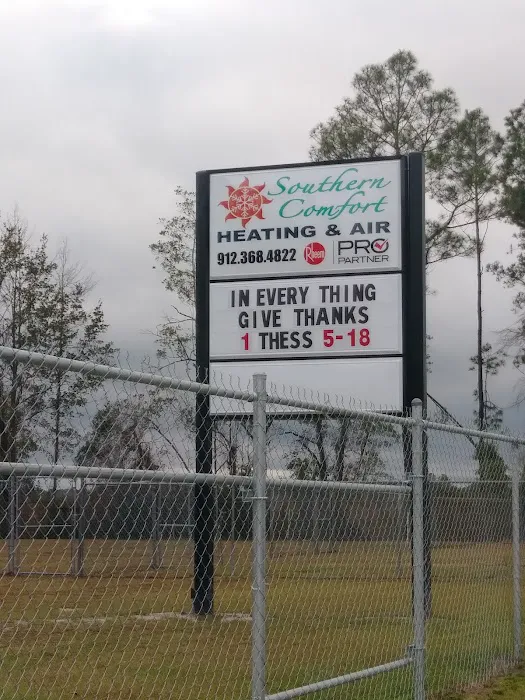 Southern
Comfort
HEATING & AIR
912.368.4822 Rheem PRO
PARTNER
IN EVERY THING
GIVE THANKS
1 THESS 5-18